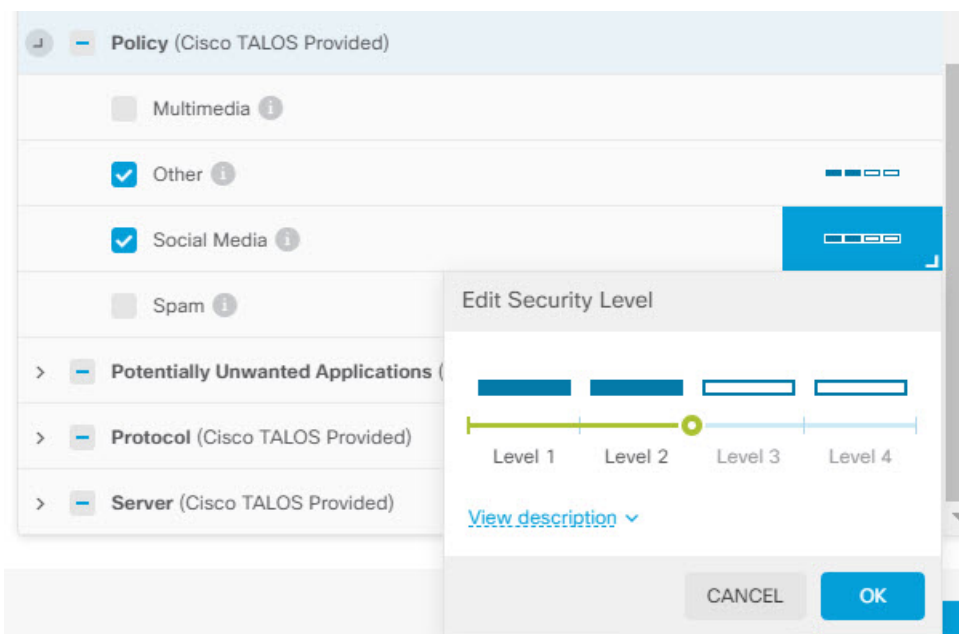 Policy (Cisco TALOS Provided)
Multimedia
Other
Social Media
Spam
Potentially Unwanted Applications (
Protocol (Cisco TALOS Provided)
Server (Cisco TALOS Provided)
Edit Security Level
Level 1 Level 2 Level 3 Level 4
View description
CANCEL OK